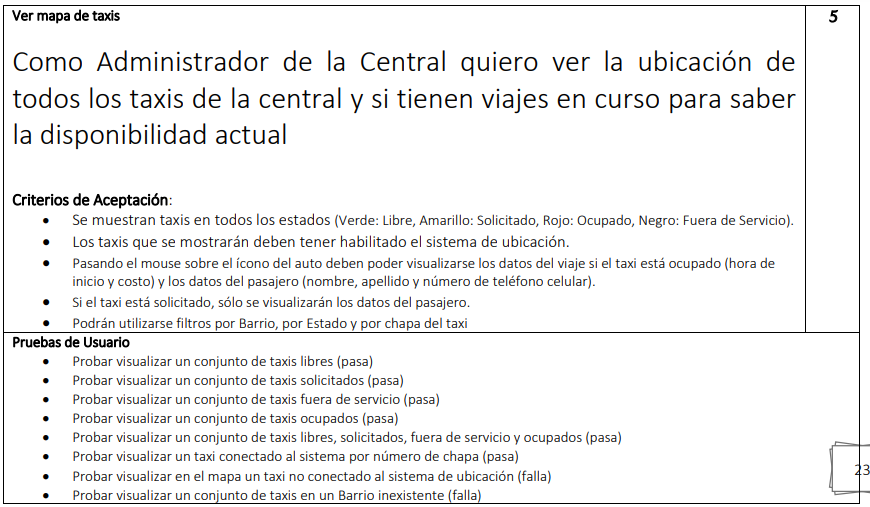 Ver mapa de taxis
5
Como Administrador de la Central quiero ver la ubicación de
todos los taxis de la central y si tienen viajes en curso para saber
la disponibilidad actual
Criterios de Aceptación:
• Se muestran taxis en todos los estados (Verde: Libre, Amarillo: Solicitado, Rojo: Ocupado, Negro: Fuera de Servicio).
• Los taxis que se mostrarán deben tener habilitado el sistema de ubicación.
• Pasando el mouse sobre el ícono del auto deben poder visualizarse los datos del viaje si el taxi está ocupado (hora de
inicio y costo) y los datos del pasajero (nombre, apellido y número de teléfono celular).
• Si el taxi está solicitado, sólo se visualizarán los datos del pasajero.
• Podrán utilizarse filtros por Barrio, por Estado y por chapa del taxi
Pruebas de Usuario
• Probar visualizar un conjunto de taxis libres (pasa)
• Probar visualizar un conjunto de taxis solicitados (pasa)
• Probar visualizar un conjunto de taxis fuera de servicio (pasa)
• Probar visualizar un conjunto de taxis ocupados (pasa)
• Probar visualizar un conjunto de taxis libres, solicitados, fuera de servicio y ocupados (pasa)
• Probar visualizar un taxi conectado al sistema por número de chapa (pasa)
• Probar visualizar en el mapa un taxi no conectado al sistema de ubicación (falla)
• Probar visualizar un conjunto de taxis en un Barrio inexistente (falla)
23